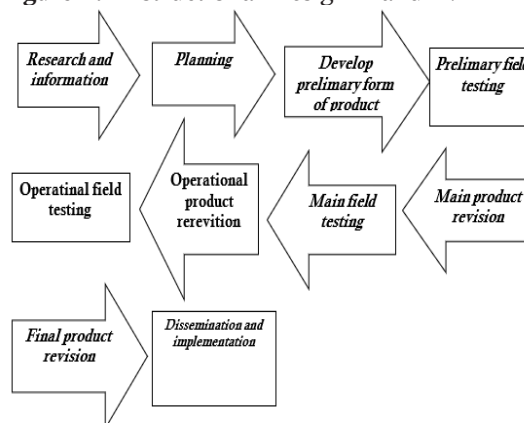 Research and
information
Planning
Develop
prelimary form
of product
Prelimary field
testing
Operatinal field
testing
Operational
product
rerevition
Main field
testing
Main product
revision
Final product
revision
Dissemination and
implementation